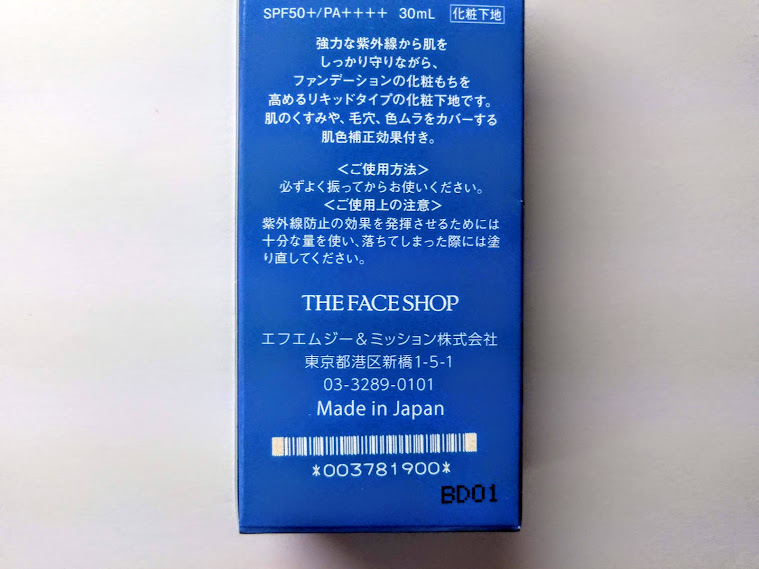 SPF50+/PA++++ 30mL 化粧下地
強力な紫外線から肌を
しっかり守りながら、
ファンデーションの化粧もちを
高めるリキッドタイプの化粧下地です。
肌のくすみや、毛穴、色ムラをカバーする
肌色補正効果付き。
＜ご使用方法＞
必ずよく振ってからお使いください。
＜ご使用上の注意＞
紫外線防止の効果を発揮させるためには
十分な量を使い、落ちてしまった際には塗
り直してください。
THE FACE SHOP
エフエムジー＆ミッション株式会社
東京都港区新橋1-5-1
03-3289-0101
Made in Japan
*003781900*
BD01